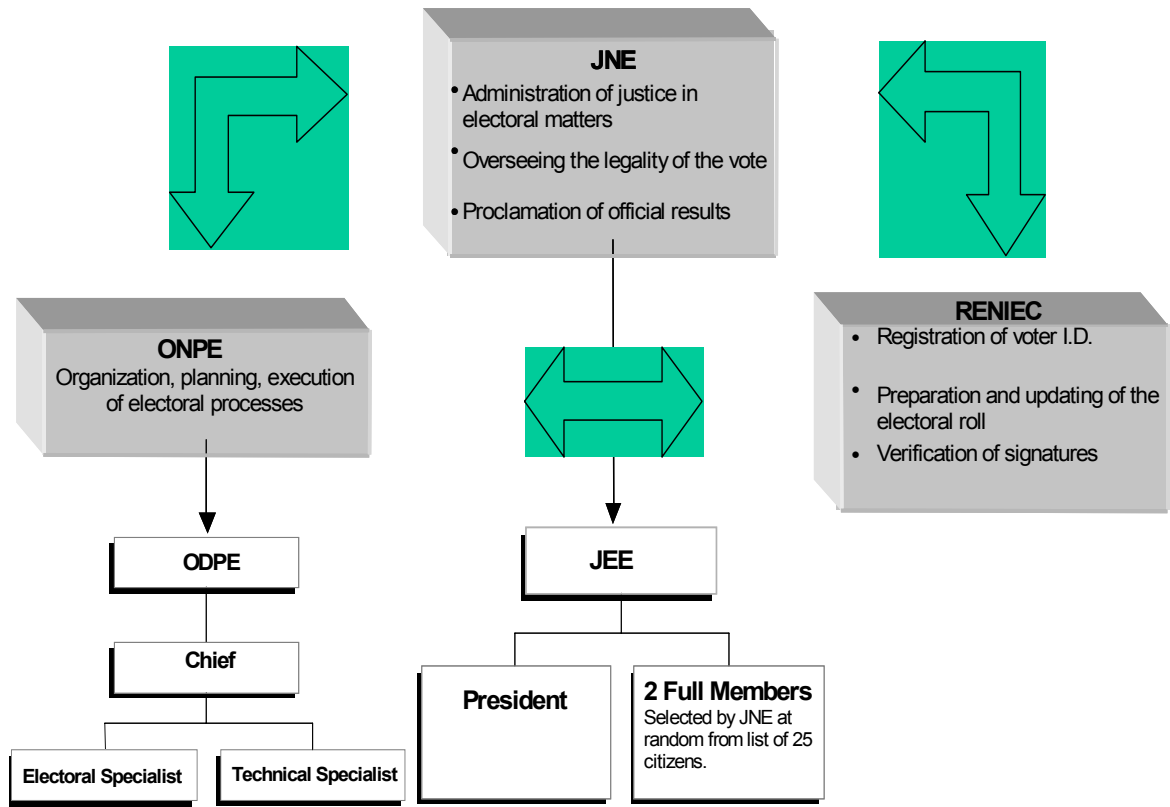 JNE
• Administration of justice in
electoral matters
• Overseeing the legality of the vote
• Proclamation of official results
ONPE
Organization, planning, execution
of electoral processes
RENIEC
• Registration of voter I.D.
• Preparation and updating of the
electoral roll
• Verification of signatures
ODPE
Chief
Electoral Specialist
Technical Specialist
JEE
President
2 Full Members
Selected by JNE at
random from list of 25
citizens.